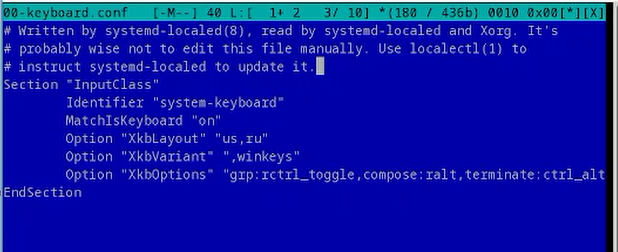 00-keyboard.conf [-M--] 40 L:[ 1+ 2 3/ 10] *(180 / 436b) 0010 0x00[*][X]
# Written by systemd-localed(8), read by systemd-localed and Xorg. It's
# probably wise not to edit this file manually. Use localectl(1) to
# instruct systemd-localed to update it.
Section "InputClass"
Identifier "system-keyboard"
MatchIsKeyboard "on"
Option "XkbLayout" "us,ru"
Option "XkbVariant" ",winkeys"
Option "XkbOptions" "grp:rctrl_toggle,compose:ralt,terminate:ctrl_alt
EndSection